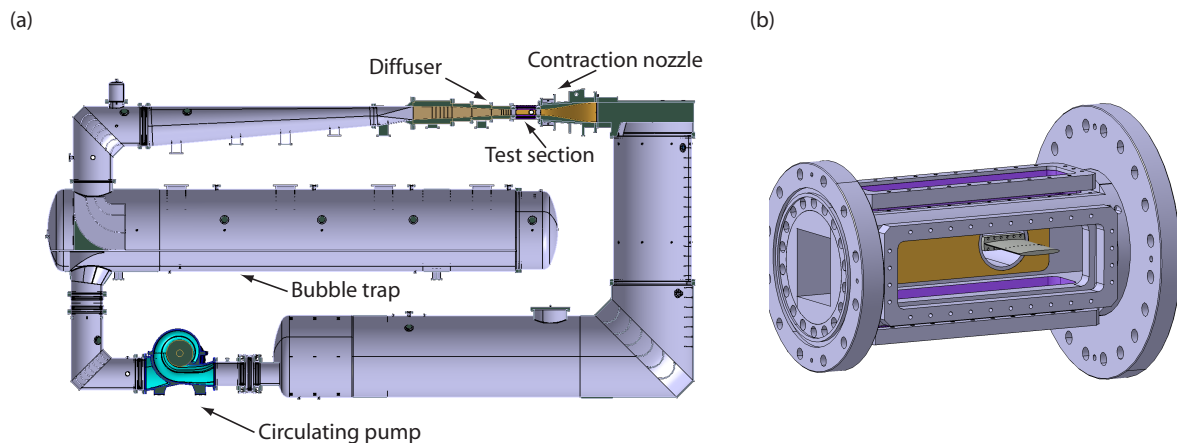 (a)
(b)
Diffuser
Contraction nozzle
Test section
Bubble trap
Circulating pump